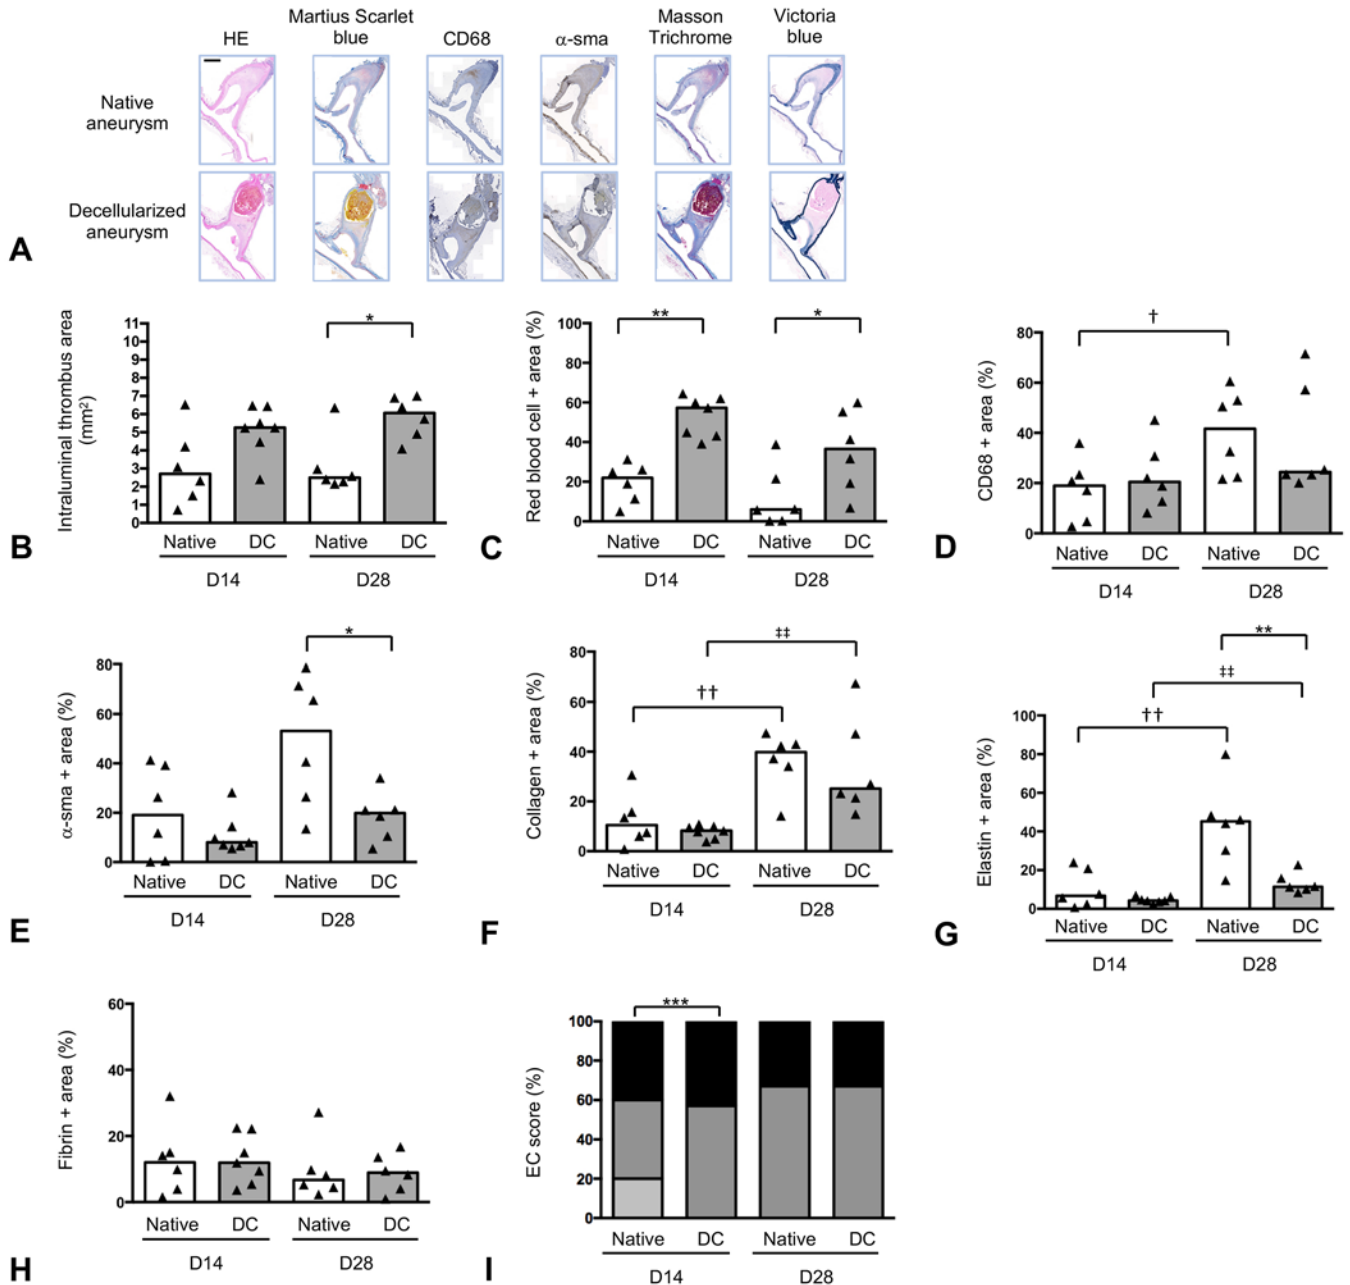 HE
Martius Scarlet
blue
CD68
α-sma
Masson
Trichrome
Victoria
blue
Native
aneurysm
Decellularized
aneurysm
A
Intraluminal thrombus area
(mm²)
11
10
9
8
7
6
5
4
3
2
1
0
*
Native DC Native DC
D14 D28
B
Red blood cell + area (%)
100
80
60
40
20
0
** *
Native DC Native DC
D14 D28
C
CD68 + area (%)
80
60
40
20
0
†
Native DC Native DC
D14 D28
D
α-sma + area (%)
80
60
40
20
0
*
Native DC Native DC
D14 D28
E
Collagen + area (%)
80
60
40
20
0
‡‡
††
Native DC Native DC
D14 D28
F
Elastin + area (%)
100
80
60
40
20
0
**
‡‡
††
Native DC Native DC
D14 D28
G
Fibrin + area (%)
60
40
20
0
Native DC Native DC
D14 D28
H
EC score (%)
100
80
60
40
20
0
***
Native DC Native DC
D14 D28
I